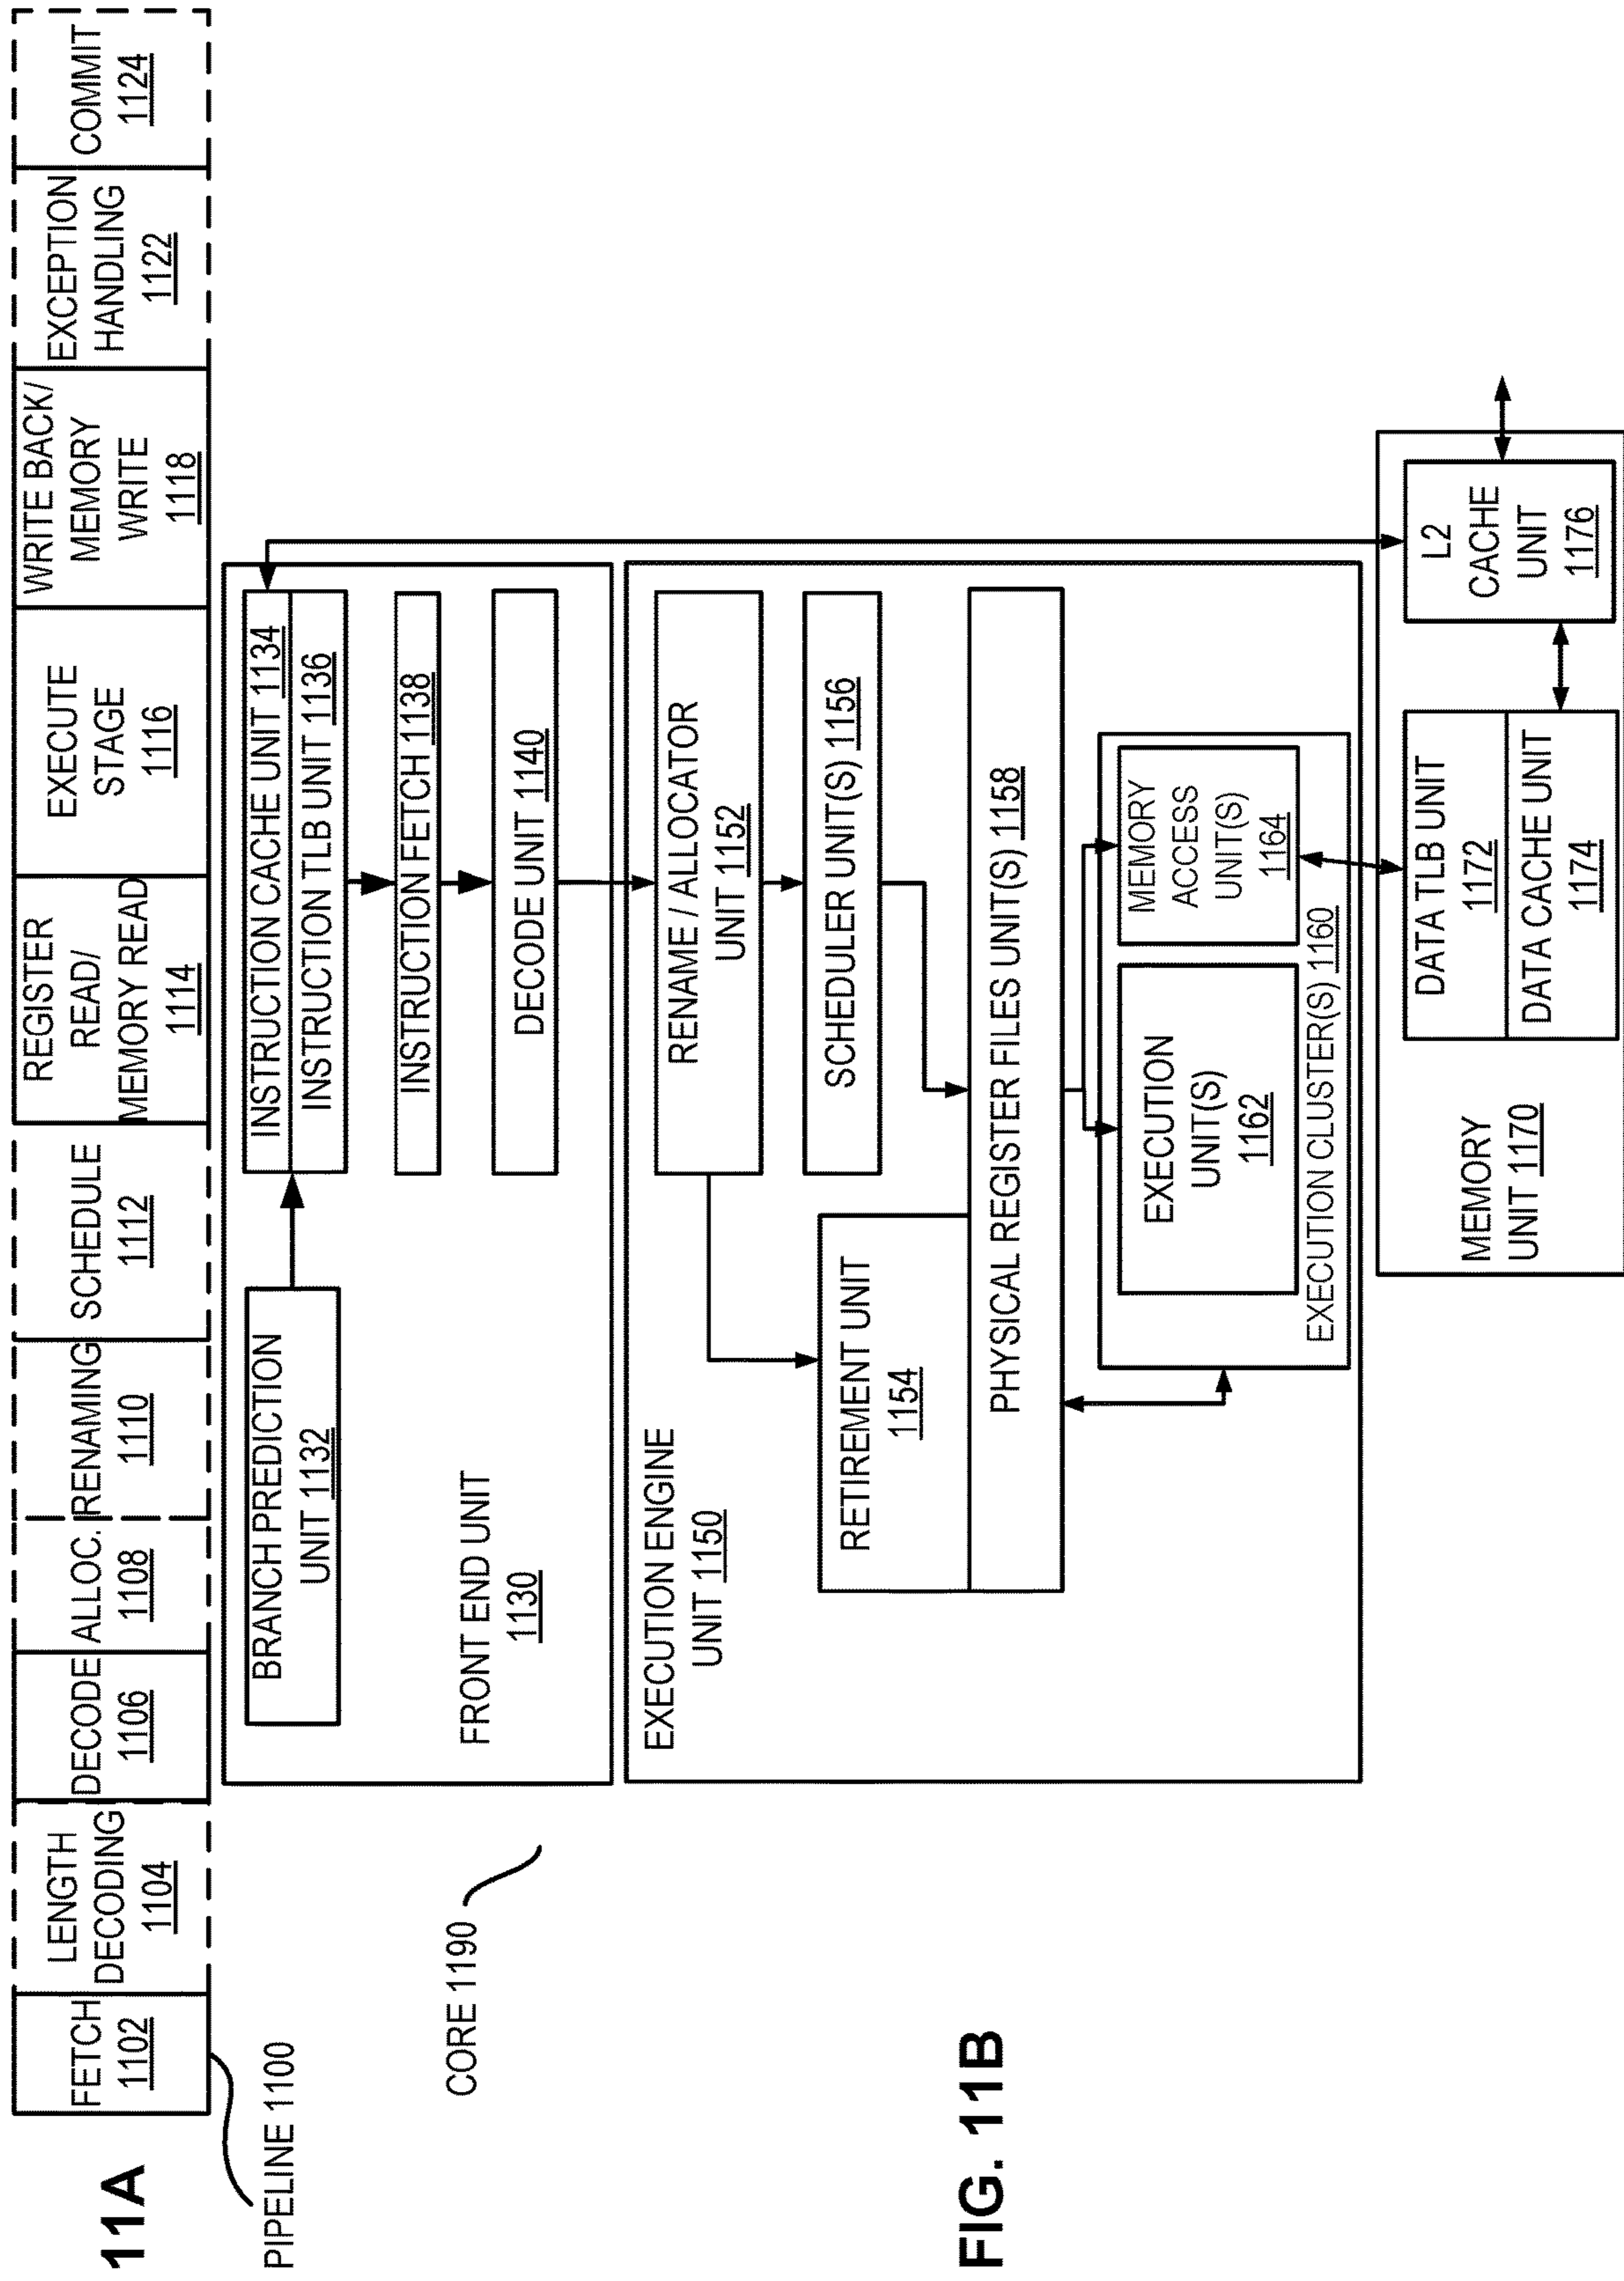 11A
PIPELINE 1100
FETCH
1102
LENGTH
DECODING
1104
DECODE
1106
ALLOC.
1108
RENAMING
1110
SCHEDULE
1112
REGISTER
READ/
MEMORY READ
1114
EXECUTE
STAGE
1116
WRITE BACK/
MEMORY
WRITE
1118
EXCEPTION
HANDLING
1122
COMMIT
1124
CORE 1190
FRONT END UNIT
1130
BRANCH PREDICTION
UNIT 1132
INSTRUCTION CACHE UNIT 1134
INSTRUCTION TLB UNIT 1136
INSTRUCTION FETCH 1138
DECODE UNIT 1140
EXECUTION ENGINE
UNIT 1150
RENAME / ALLOCATOR
UNIT 1152
RETIREMENT UNIT
1154
SCHEDULER UNIT(S) 1156
PHYSICAL REGISTER FILES UNIT(S) 1158
EXECUTION
UNIT(S)
1162
MEMORY
ACCESS
UNIT(S)
1164
EXECUTION CLUSTER(S) 1160
MEMORY
UNIT 1170
DATA TLB UNIT
1172
DATA CACHE UNIT
1174
L2
CACHE
UNIT
1176
FIG. 11B